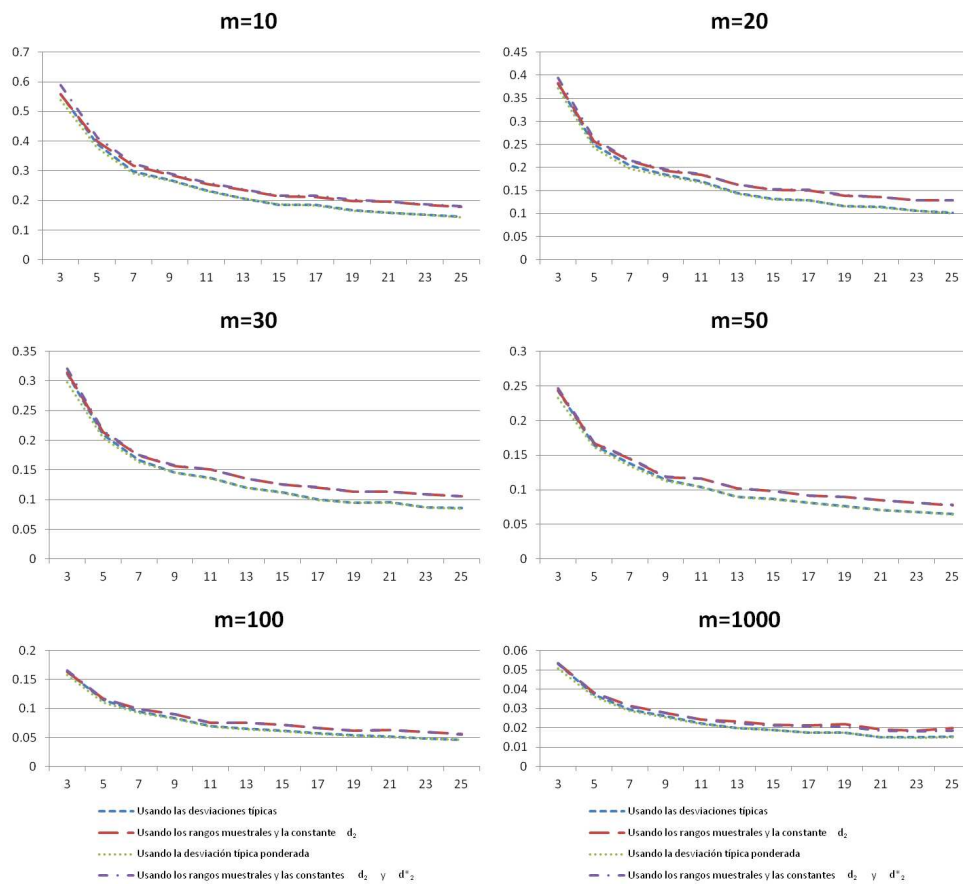 m=10
0.7
0.6
0.5
0.4
0.3
0.2
0.1
0
3 5 7 9 11 13 15 17 19 21 23 25
m=20
0.45
0.4
0.35
0.3
0.25
0.2
0.15
0.1
0.05
0
3 5 7 9 11 13 15 17 19 21 23 25
m=30
0.35
0.3
0.25
0.2
0.15
0.1
0.05
0
3 5 7 9 11 13 15 17 19 21 23 25
m=50
0.3
0.25
0.2
0.15
0.1
0.05
0
3 5 7 9 11 13 15 17 19 21 23 25
m=100
0.2
0.15
0.1
0.05
0
3 5 7 9 11 13 15 17 19 21 23 25
m=1000
0.06
0.05
0.04
0.03
0.02
0.01
0
3 5 7 9 11 13 15 17 19 21 23 25
Usando las desviaciones típicas
Usando los rangos muestrales y la constante d₂
Usando la desviación típica ponderada
Usando los rangos muestrales y las constantes d₂ y d*₂
Usando las desviaciones típicas
Usando los rangos muestrales y la constante d₂
Usando la desviación típica ponderada
Usando los rangos muestrales y las constantes d₂ y d*₂